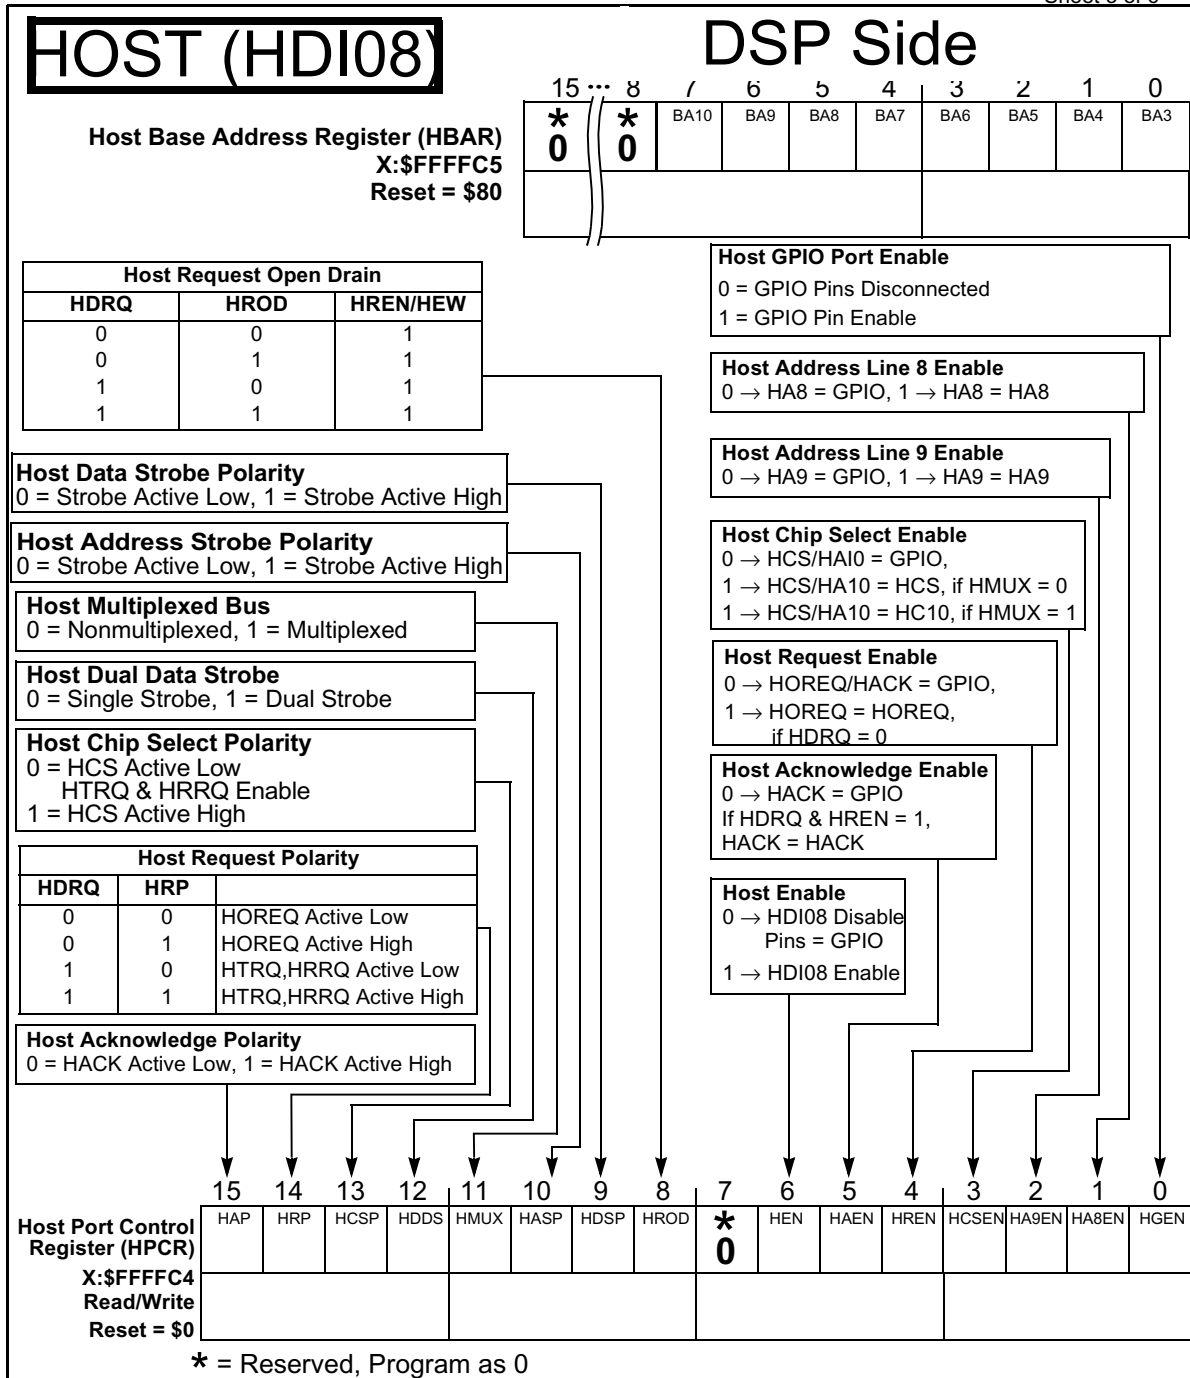 HOST (HDI08)
DSP Side
15 ··· 8 7 6 5 4 3 2 1 0
* * BA10 BA9 BA8 BA7 BA6 BA5 BA4 BA3
0 0
Host Base Address Register (HBAR)
X:$FFFFC5
Reset = $80
Host Request Open Drain
HDRQ HROD HREN/HEW
0 0 1
0 1 1
1 0 1
1 1 1
Host Data Strobe Polarity
0 = Strobe Active Low, 1 = Strobe Active High
Host Address Strobe Polarity
0 = Strobe Active Low, 1 = Strobe Active High
Host Multiplexed Bus
0 = Nonmultiplexed, 1 = Multiplexed
Host Dual Data Strobe
0 = Single Strobe, 1 = Dual Strobe
Host Chip Select Polarity
0 = HCS Active Low
HTRQ & HRRQ Enable
1 = HCS Active High
Host Request Polarity
HDRQ HRP
0 0 HOREQ Active Low
0 1 HOREQ Active High
1 0 HTRQ,HRRQ Active Low
1 1 HTRQ,HRRQ Active High
Host Acknowledge Polarity
0 = HACK Active Low, 1 = HACK Active High
Host GPIO Port Enable
0 = GPIO Pins Disconnected
1 = GPIO Pin Enable
Host Address Line 8 Enable
0 → HA8 = GPIO, 1 → HA8 = HA8
Host Address Line 9 Enable
0 → HA9 = GPIO, 1 → HA9 = HA9
Host Chip Select Enable
0 → HCS/HAI0 = GPIO,
1 → HCS/HA10 = HCS, if HMUX = 0
1 → HCS/HA10 = HC10, if HMUX = 1
Host Request Enable
0 → HOREQ/HACK = GPIO,
1 → HOREQ = HOREQ,
if HDRQ = 0
Host Acknowledge Enable
0 → HACK = GPIO
If HDRQ & HREN = 1,
HACK = HACK
Host Enable
0 → HDI08 Disable
Pins = GPIO
1 → HDI08 Enable
15 14 13 12 11 10 9 8 7 6 5 4 3 2 1 0
HAP HRP HCSP HDDS HMUX HASP HDSP HROD * HEN HAEN HREN HCSEN HA9EN HA8EN HGEN
0
Host Port Control
Register (HPCR)
X:$FFFFC4
Read/Write
Reset = $0
* = Reserved, Program as 0